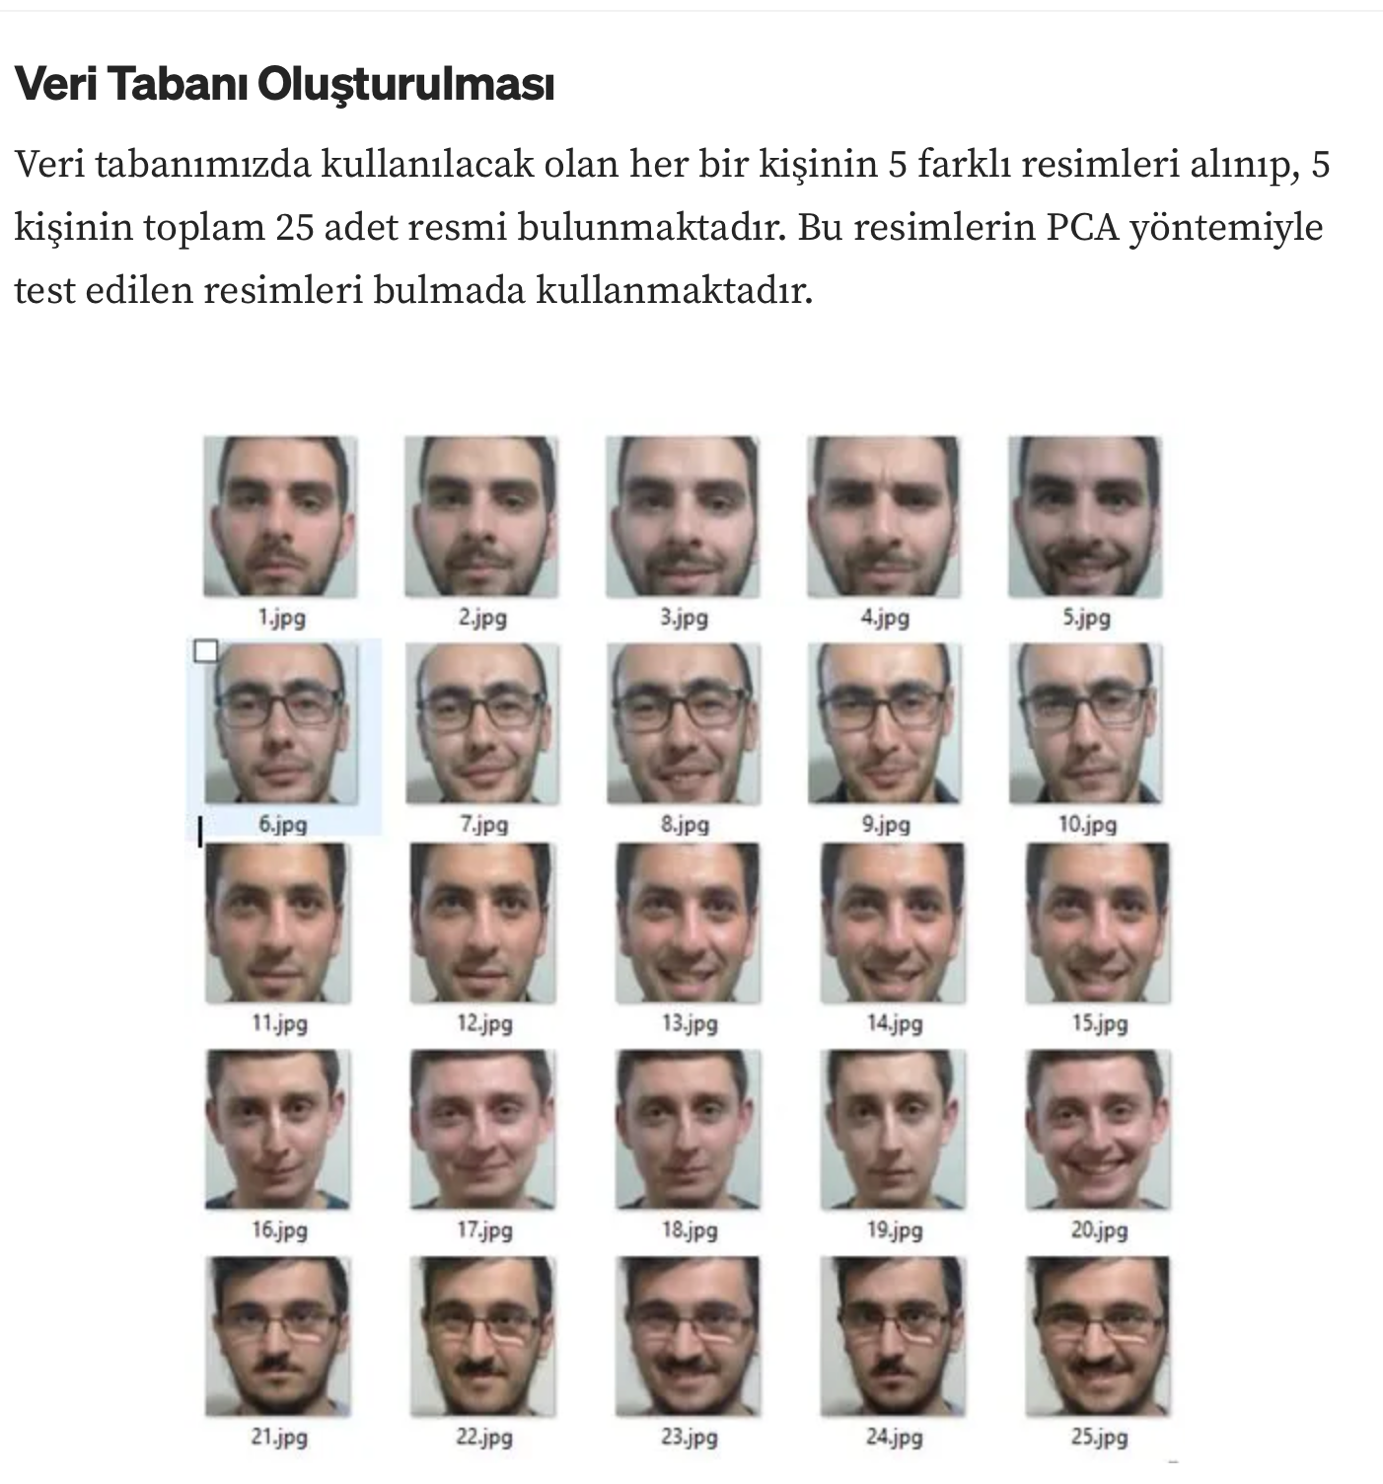 Veri Tabanı Oluşturulması
Veri tabanımızda kullanılacak olan her bir kişinin 5 farklı resimleri alınıp, 5
kişinin toplam 25 adet resmi bulunmaktadır. Bu resimlerin PCA yöntemiyle
test edilen resimleri bulmada kullanmaktadır.
1.jpg 2.jpg 3.jpg 4.jpg 5.jpg
6.jpg 7.jpg 8.jpg 9.jpg 10.jpg
11.jpg 12.jpg 13.jpg 14.jpg 15.jpg
16.jpg 17.jpg 18.jpg 19.jpg 20.jpg
21.jpg 22.jpg 23.jpg 24.jpg 25.jpg